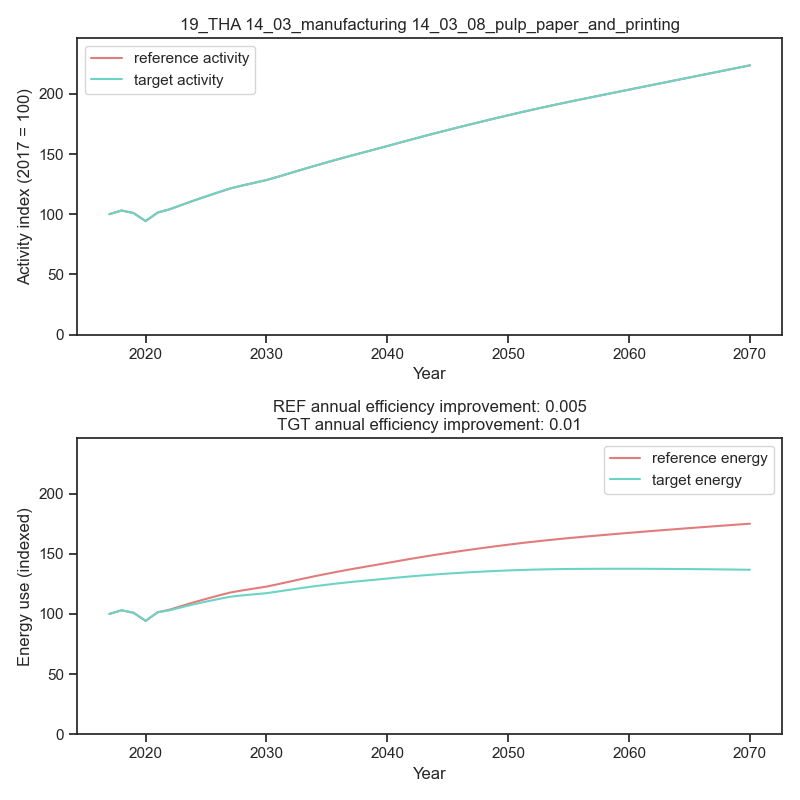 19_THA 14_03_manufacturing 14_03_08_pulp_paper_and_printing
reference activity
target activity
Activity index (2017 = 100)
200
150
100
50
0
2020 2030 2040 2050 2060 2070
Year
REF annual efficiency improvement: 0.005
TGT annual efficiency improvement: 0.01
reference energy
target energy
Energy use (indexed)
200
150
100
50
0
2020 2030 2040 2050 2060 2070
Year